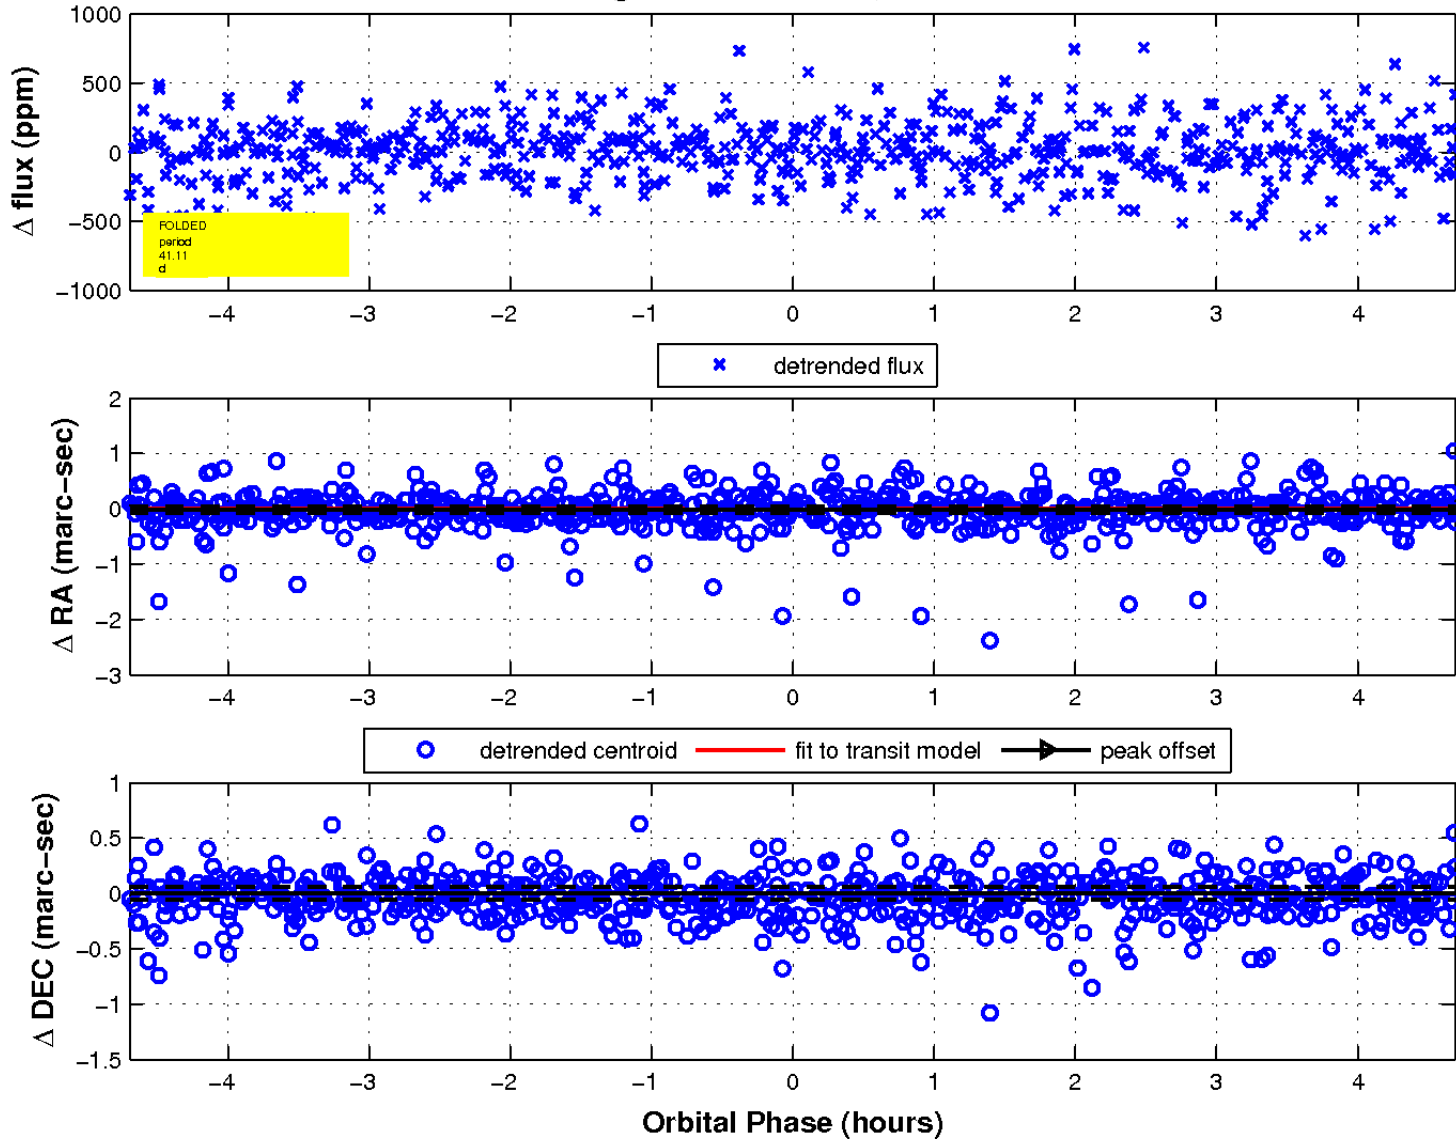 1000
500
0
−500
−1000
Δ flux (ppm)
FOLDED
period
41.11
d
−4 −3 −2 −1 0 1 2 3 4
detrended flux
2
1
0
−1
−2
−3
Δ RA (marc−sec)
−4 −3 −2 −1 0 1 2 3 4
detrended centroid fit to transit model peak offset
1
0.5
0
−0.5
−1
−1.5
Δ DEC (marc−sec)
−4 −3 −2 −1 0 1 2 3 4
Orbital Phase (hours)